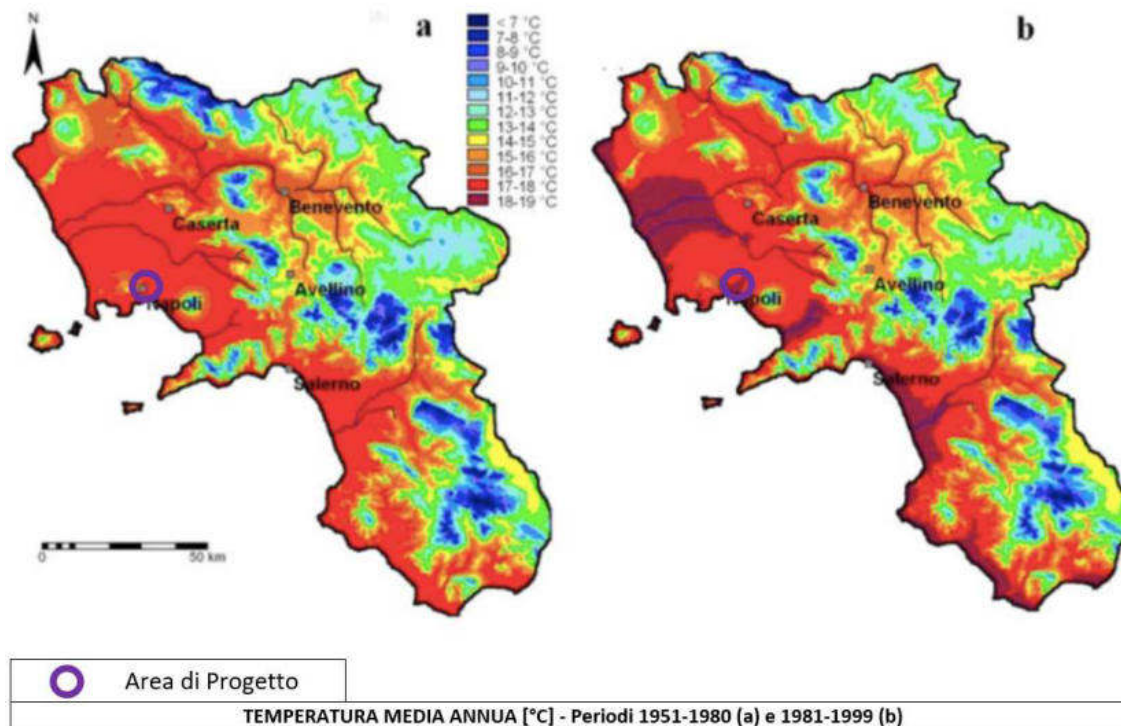 N
a
b
< 7 °C
7-8 °C
8-9 °C
9-10 °C
10-11 °C
11-12 °C
12-13 °C
13-14 °C
14-15 °C
15-16 °C
16-17 °C
17-18 °C
18-19 °C
Benevento
Caserta
Avellino
Napoli
Salerno
Benevento
Caserta
Avellino
Napoli
Salerno
0
50 km
Area di Progetto
TEMPERATURA MEDIA ANNUA [°C] - Periodi 1951-1980 (a) e 1981-1999 (b)